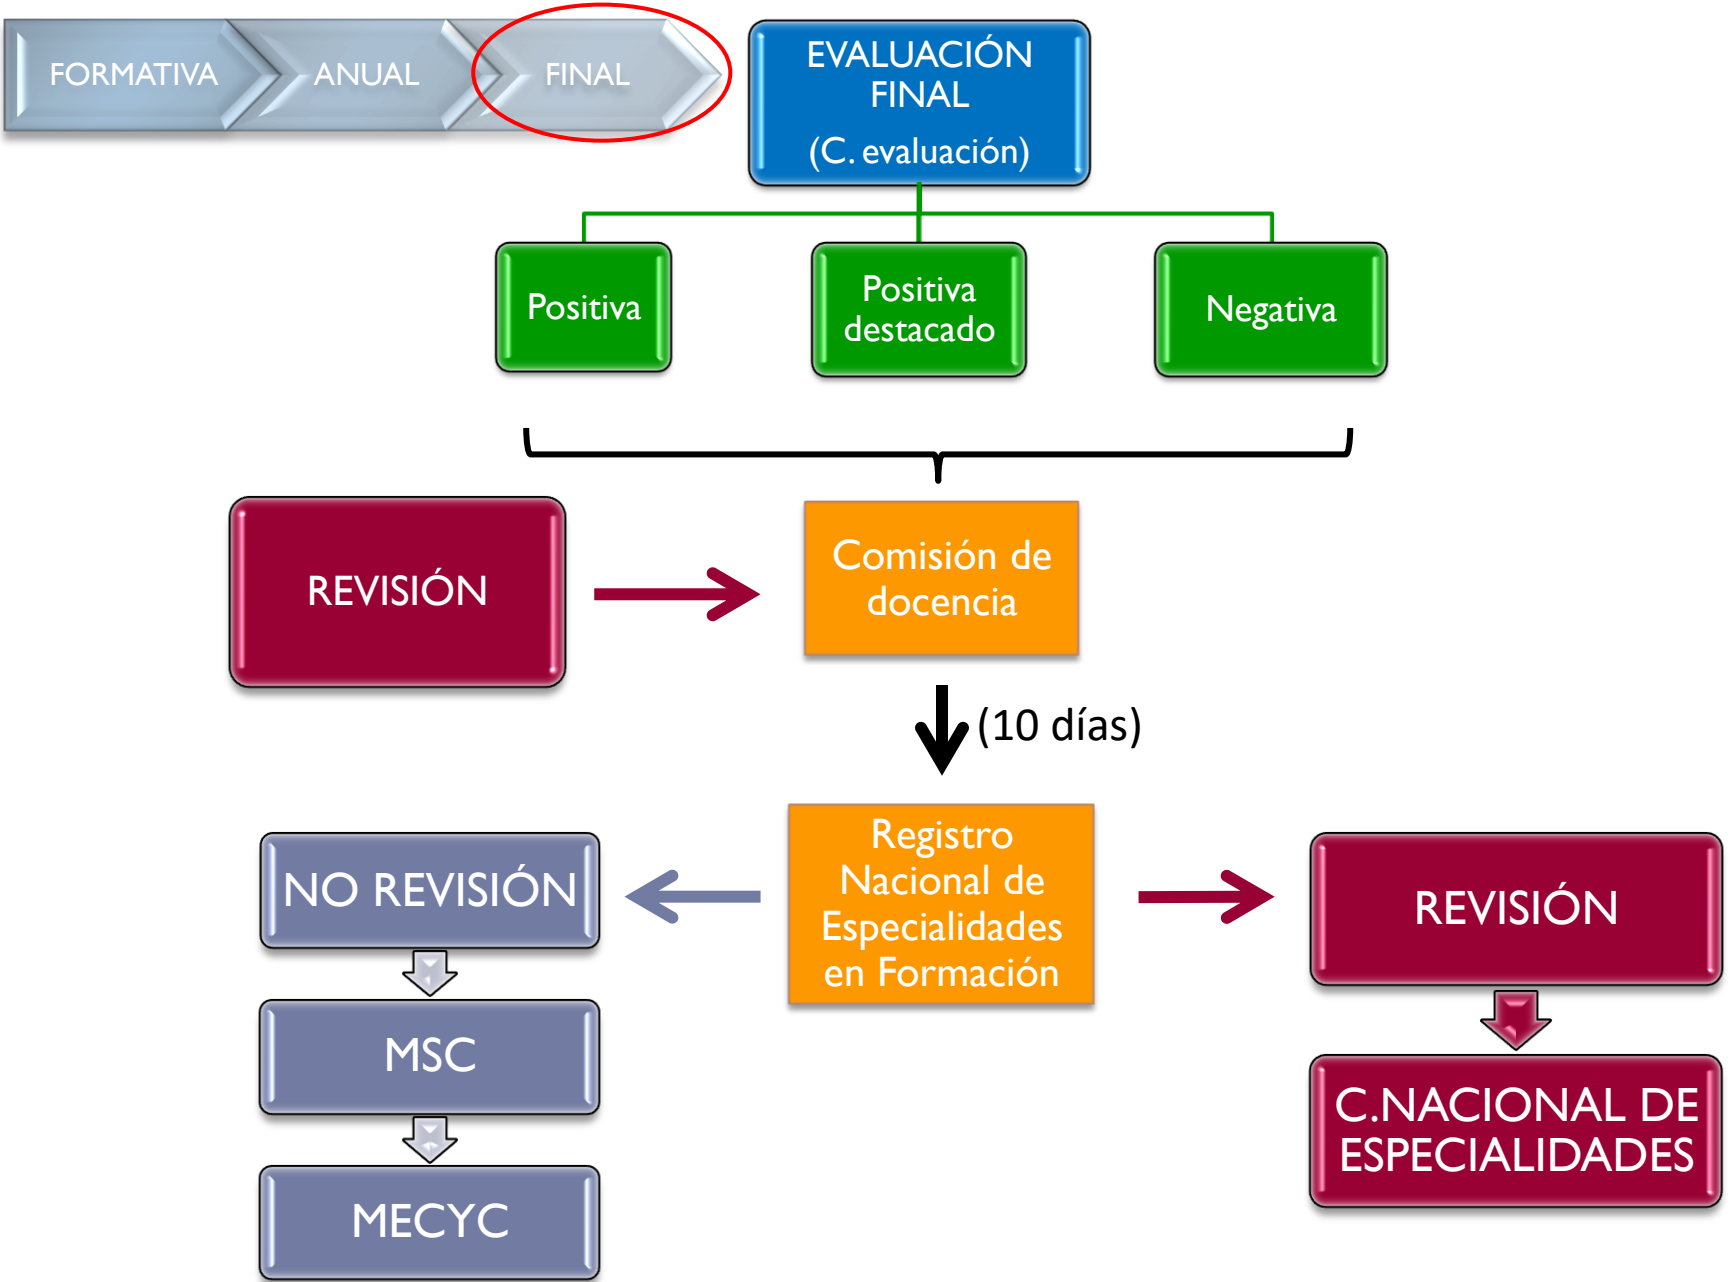 FORMATIVA
ANUAL
FINAL
EVALUACIÓN
FINAL
(C. evaluación)
Positiva
Positiva
destacado
Negativa
REVISIÓN
Comisión de
docencia
(10 días)
Registro
Nacional de
Especialidades
en Formación
NO REVISIÓN
MSC
MECYC
REVISIÓN
C.NACIONAL DE
ESPECIALIDADES